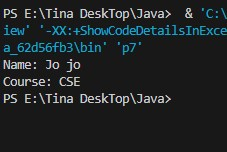 PS E:\Tina DeskTop\Java>  & 'C:\
iew' '-XX:+ShowCodeDetailsInExce
a_62d56fb3\bin' 'p7'
Name: Jo jo
Course: CSE
PS E:\Tina DeskTop\Java>